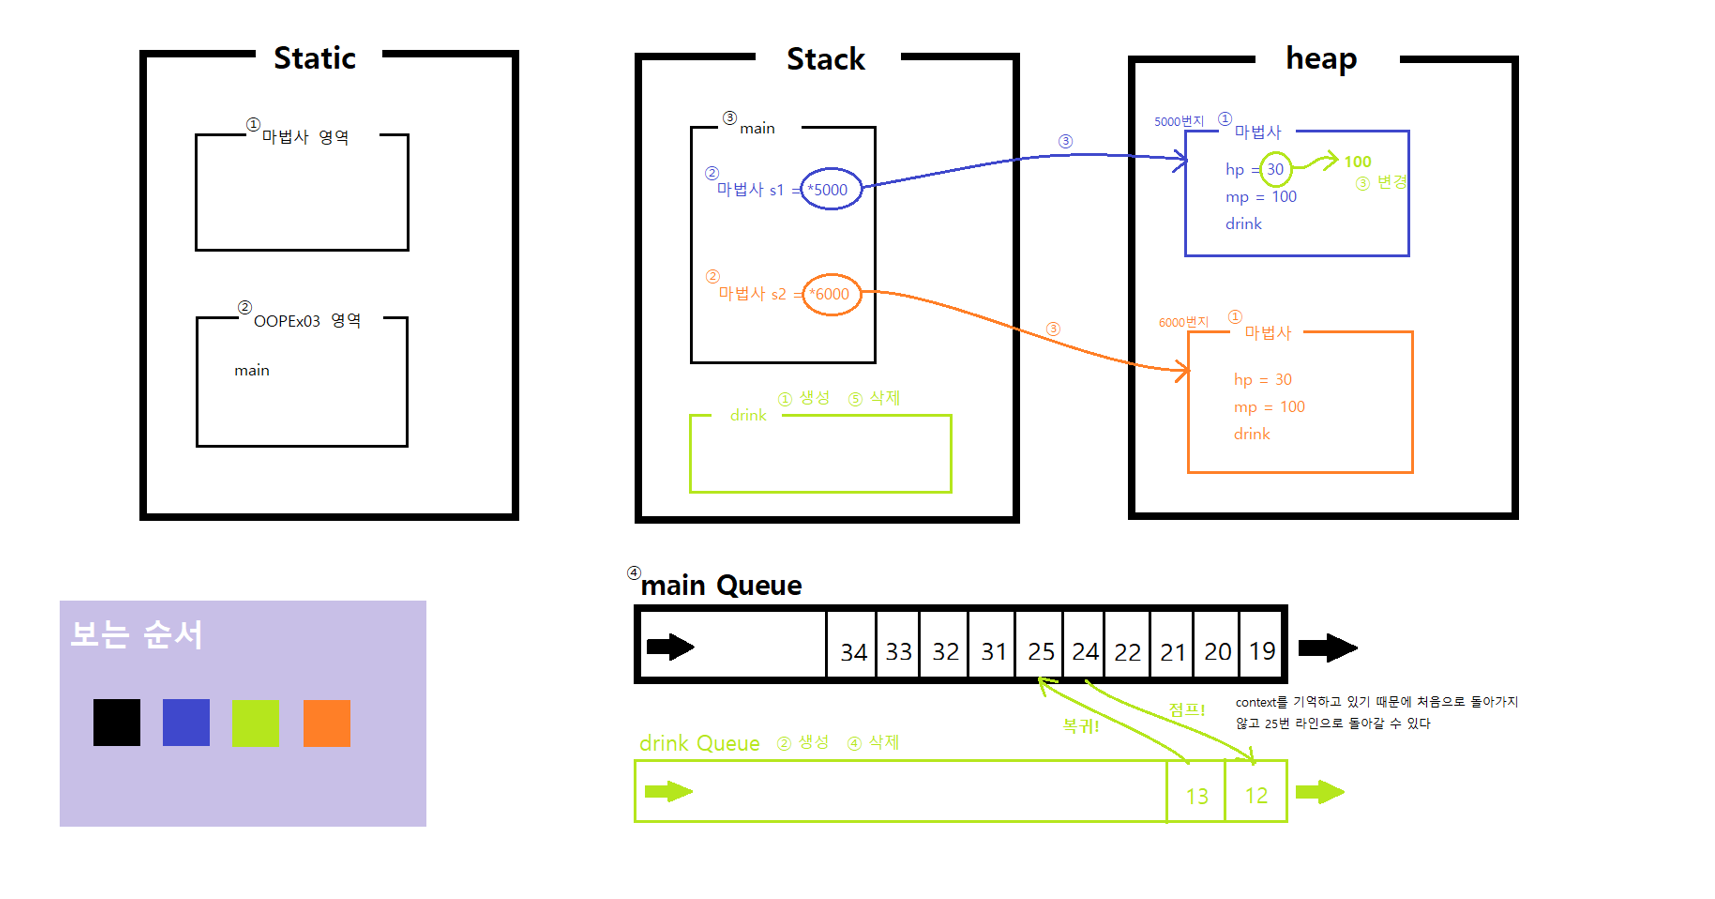 Static
① 마법사 영역
② OOPEx03 영역
main
Stack
③ main
② 마법사 s1 = *5000
③
② 마법사 s2 = *6000
③
① 생성 ⑤ 삭제
drink
heap
5000번지 ① 마법사
hp = 30 100
③ 변경
mp = 100
drink
6000번지 ① 마법사
hp = 30
mp = 100
drink
보는 순서
④ main Queue
34 33 32 31 25 24 22 21 20 19
복귀! 점프!
context를 기억하고 있기 때문에 처음으로 돌아가지
않고 25번 라인으로 돌아갈 수 있다
drink Queue ② 생성 ④ 삭제
13 12